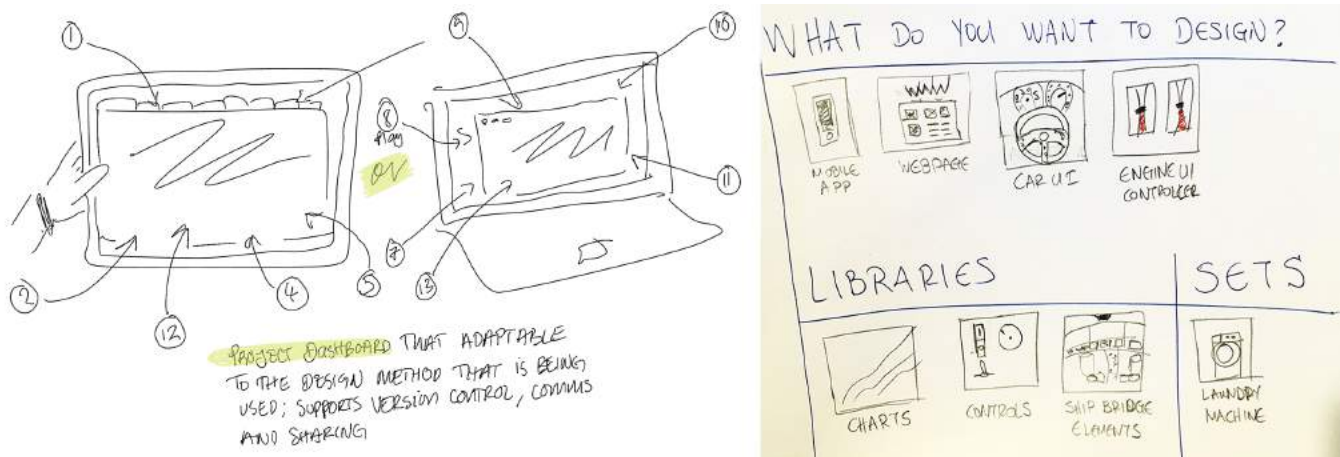 1
9
10
8
Play
or
11
7
13
2
12
4
5
PROJECT DASHBOARD THAT ADAPTABLE
TO THE DESIGN METHOD THAT IS BEING
USED; SUPPORTS VERSION CONTROL, COMMS
AND SHARING
WHAT DO YOU WANT TO DESIGN?
WWW
MOBILE
APP
WEBPAGE
CAR UI
ENGINE UI
CONTROLLER
LIBRARIES
SETS
CHARTS
CONTROLS
SHIP BRIDGE
ELEMENTS
LAUNDRY
MACHINE